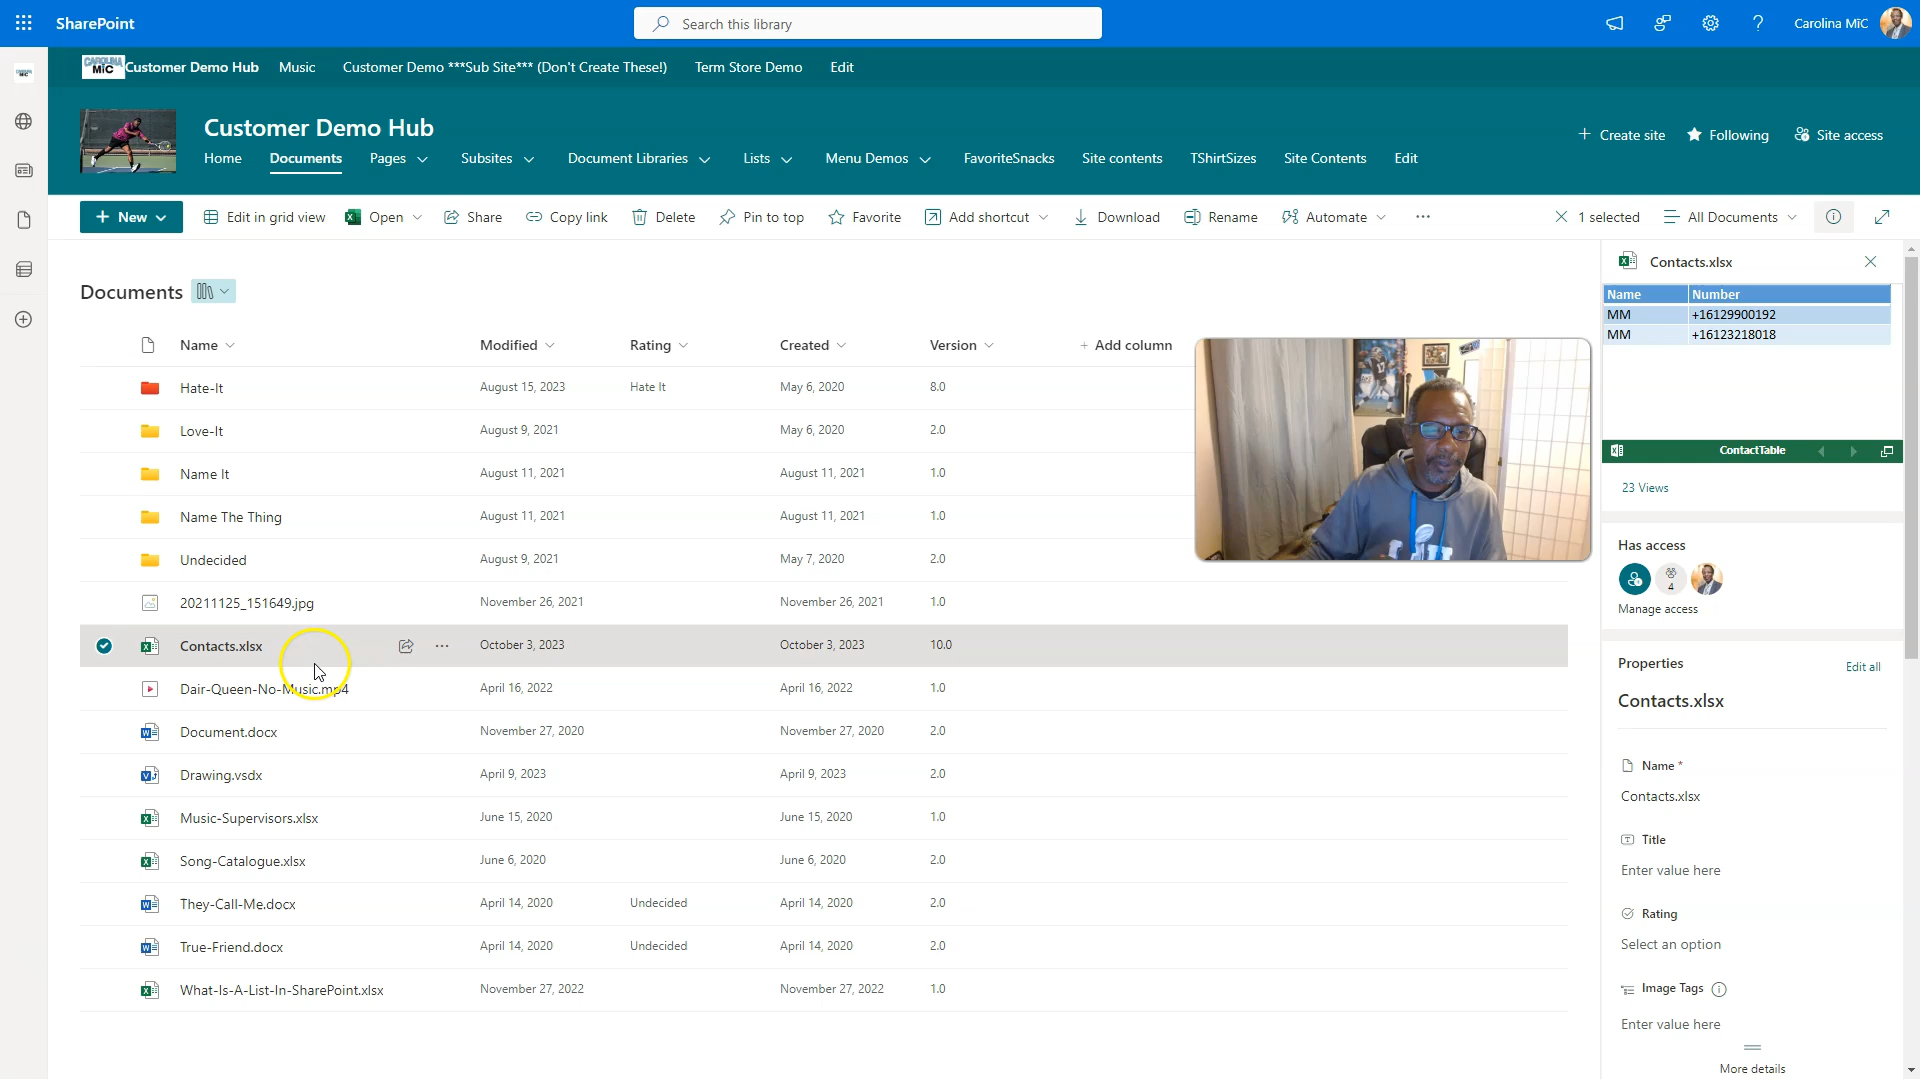 SharePoint
Search this library
Carolina MiC
CAROLINA
MiC
Customer Demo Hub
Music
Customer Demo ***Sub Site*** (Don't Create These!)
Term Store Demo
Edit
Customer Demo Hub
Create site
Following
Site access
Home
Documents
Pages
Subsites
Document Libraries
Lists
Menu Demos
FavoriteSnacks
Site contents
TShirtSizes
Site Contents
Edit
New
Edit in grid view
Open
Share
Copy link
Delete
Pin to top
Favorite
Add shortcut
Download
Rename
Automate
1 selected
All Documents
Documents
Name Modified Rating Created Version + Add column
Hate-It August 15, 2023 Hate It May 6, 2020 8.0
Love-It August 9, 2021 May 6, 2020 2.0
Name It August 11, 2021 August 11, 2021 1.0
Name The Thing August 11, 2021 August 11, 2021 1.0
Undecided August 9, 2021 May 7, 2020 2.0
20211125_151649.jpg November 26, 2021 November 26, 2021 1.0
Contacts.xlsx October 3, 2023 October 3, 2023 10.0
Dair-Queen-No-Music.mp4 April 16, 2022 April 16, 2022 1.0
Document.docx November 27, 2020 November 27, 2020 2.0
Drawing.vsdx April 9, 2023 April 9, 2023 2.0
Music-Supervisors.xlsx June 15, 2020 June 15, 2020 1.0
Song-Catalogue.xlsx June 6, 2020 June 6, 2020 2.0
They-Call-Me.docx April 14, 2020 Undecided April 14, 2020 2.0
True-Friend.docx April 14, 2020 Undecided April 14, 2020 2.0
What-Is-A-List-In-SharePoint.xlsx November 27, 2022 November 27, 2022 1.0
Contacts.xlsx
Name Number
MM +16129900192
MM +16123218018
ContactTable
23 Views
Has access
4
Manage access
Properties
Edit all
Contacts.xlsx
Name *
Contacts.xlsx
Title
Enter value here
Rating
Select an option
Image Tags
Enter value here
More details